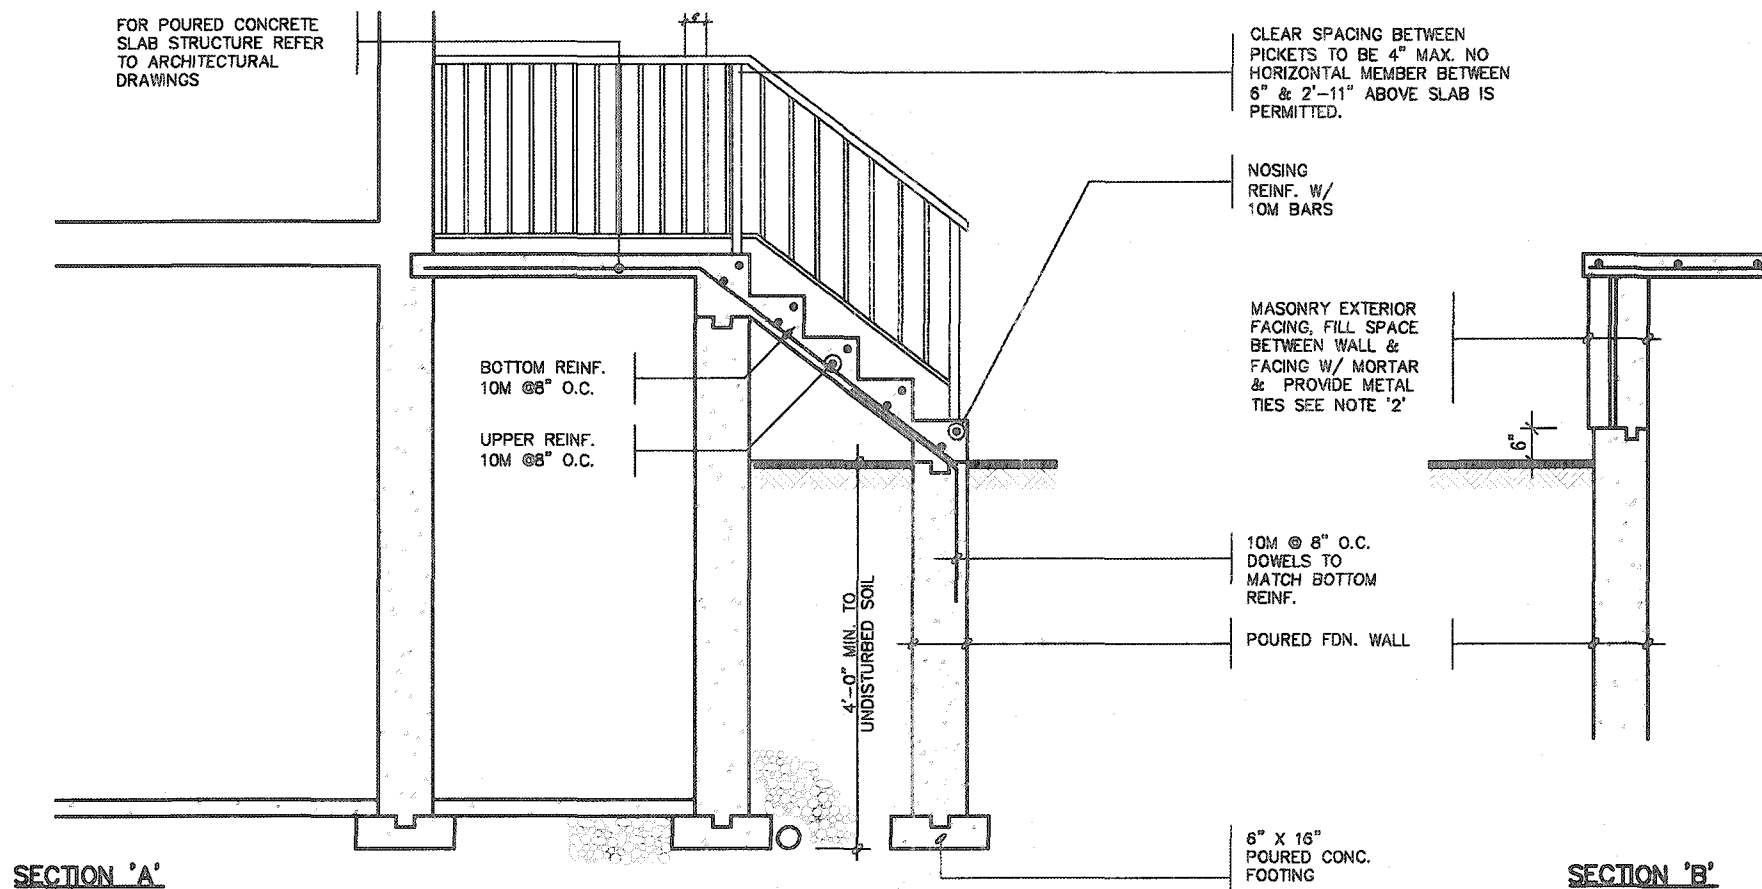 FOR POURED CONCRETE
SLAB STRUCTURE REFER
TO ARCHITECTURAL
DRAWINGS
CLEAR SPACING BETWEEN
PICKETS TO BE 4" MAX. NO
HORIZONTAL MEMBER BETWEEN
6" & 2'-11" ABOVE SLAB IS
PERMITTED.
NOSING
REINF. W/
10M BARS
MASONRY EXTERIOR
FACING, FILL SPACE
BETWEEN WALL &
FACING W/ MORTAR
& PROVIDE METAL
TIES SEE NOTE '2'
BOTTOM REINF.
10M @8" O.C.
UPPER REINF.
10M @8" O.C.
6"
10M @ 8" O.C.
DOWELS TO
MATCH BOTTOM
REINF.
4'-0" MIN. TO
UNDISTURBED SOIL
POURED FDN. WALL
6" X 16"
POURED CONC.
FOOTING
SECTION 'A'
SECTION 'B'